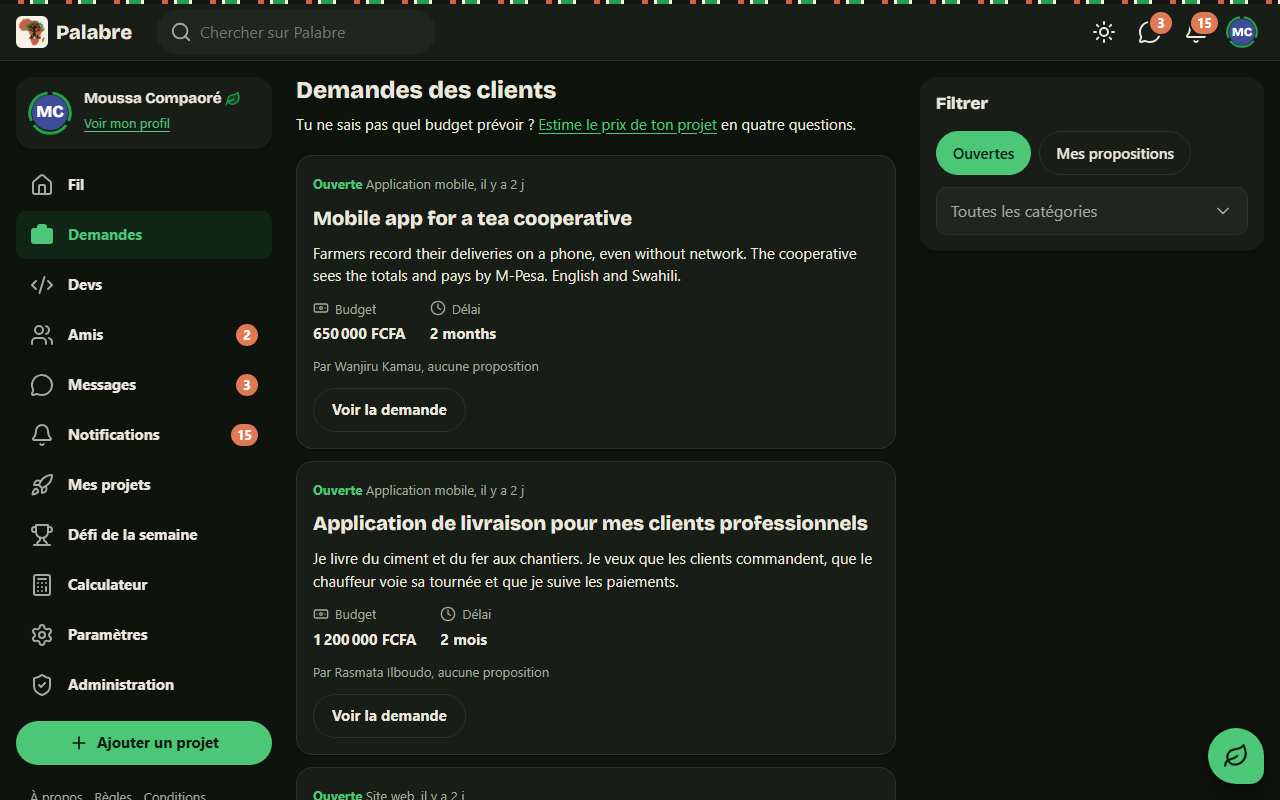 Palabre
Chercher sur Palabre
3
15
MC
MC
Moussa Compaoré
Voir mon profil
Fil
Demandes
Devs
Amis
2
Messages
3
Notifications
15
Mes projets
Défi de la semaine
Calculateur
Paramètres
Administration
Ajouter un projet
À propos Règles Conditions
Demandes des clients
Tu ne sais pas quel budget prévoir ? Estime le prix de ton projet en quatre questions.
Ouverte Application mobile, il y a 2 j
Mobile app for a tea cooperative
Farmers record their deliveries on a phone, even without network. The cooperative
sees the totals and pays by M-Pesa. English and Swahili.
Budget Délai
650 000 FCFA 2 months
Par Wanjiru Kamau, aucune proposition
Voir la demande
Ouverte Application mobile, il y a 2 j
Application de livraison pour mes clients professionnels
Je livre du ciment et du fer aux chantiers. Je veux que les clients commandent, que le
chauffeur voie sa tournée et que je suive les paiements.
Budget Délai
1 200 000 FCFA 2 mois
Par Rasmata Ilboudo, aucune proposition
Voir la demande
Ouverte Site web, il y a 2 j
Filtrer
Ouvertes Mes propositions
Toutes les catégories